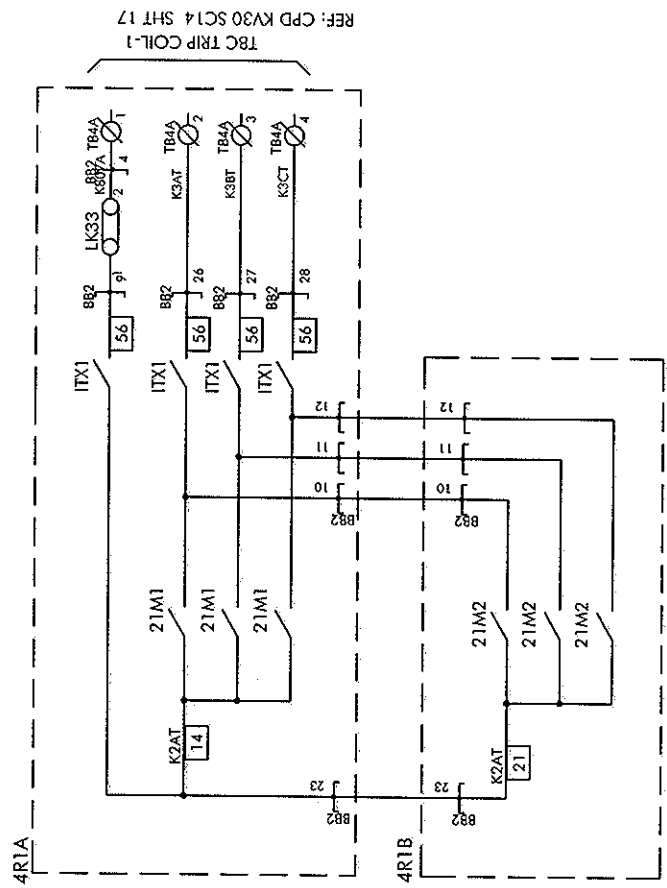 TBC TRIP COIL-1
REF: CPD KV30 SC14 SHT 17
4R1A
ITX1
56
BB2
91
LK33
2
K807A
BB2
4
TB4A
1
ITX1
56
BB2
26
K3AT
TB4A
2
ITX1
56
BB2
27
K3BT
TB4A
3
ITX1
56
BB2
28
K3CT
TB4A
4
K2AT
14
21M1
21M1
21M1
23
BB2
10
BB2
11
12
4R1B
23
BB2
10
BB2
11
12
K2AT
21
21M2
21M2
21M2